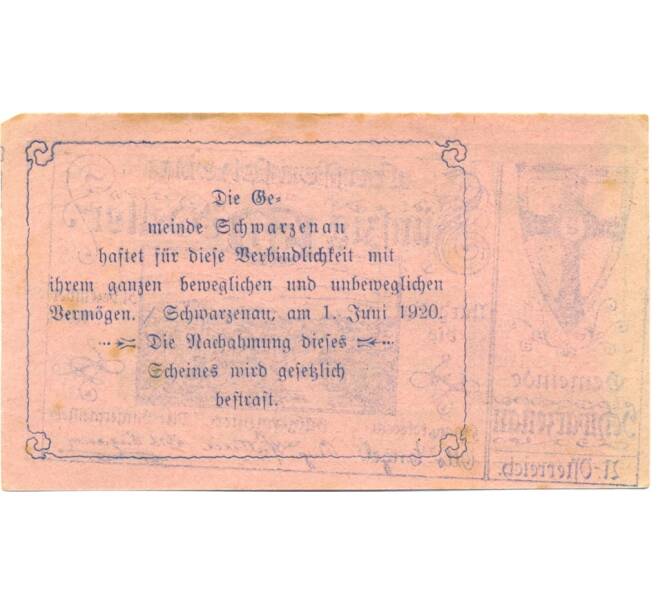 Die Ge-
meinde Schwarzenau
haftet für diese Verbindlichkeit mit
ihrem ganzen beweglichen und unbeweglichen
Vermögen. / Schwarzenau, am 1. Juni 1920.
Die Nachahmung dieses
Scheines wird gesetzlich
bestraft.
Gemeinde
Schwarzenau
N.-Österreich.